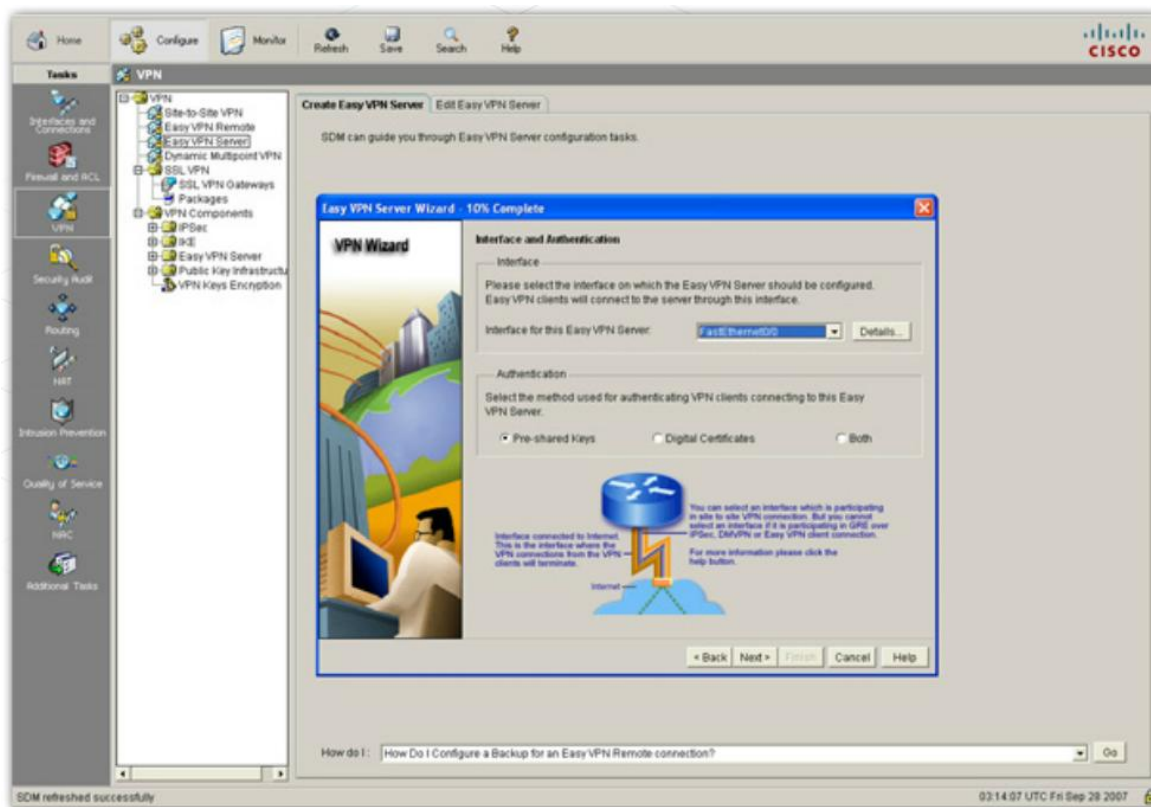 Home
Configure
Monitor
Refresh
Save
Search
Help
CISCO
Tasks
VPN
Interfaces and
Connections
Firewall and ACL
VPN
Security Audit
Routing
NAT
Intrusion Prevention
Quality of Service
NAC
Additional Tasks
VPN
Site-to-Site VPN
Easy VPN Remote
Easy VPN Server
Dynamic Multipoint VPN
SSL VPN
SSL VPN Gateways
Packages
VPN Components
IPSec
IKE
Easy VPN Server
Public Key Infrastructu
VPN Keys Encryption
Create Easy VPN Server
Edit Easy VPN Server
SDM can guide you through Easy VPN Server configuration tasks.
Easy VPN Server Wizard - 10% Complete
VPN Wizard
Interface and Authentication
Interface
Please select the interface on which the Easy VPN Server should be configured.
Easy VPN clients will connect to the server through this interface.
Interface for this Easy VPN Server:
FastEthernet0/0
Details...
Authentication
Select the method used for authenticating VPN clients connecting to this Easy
VPN Server.
Pre-shared Keys
Digital Certificates
Both
You can select an interface which is participating
in site to site VPN connection. But you cannot
select an interface if it is participating in GRE over
IPSec, DMVPN or Easy VPN client connection.
For more information please click the
help button.
Interface connected to Internet.
This is the interface where the
VPN connections from the VPN
clients will terminate.
Internet
< Back
Next >
Finish
Cancel
Help
How do I :
How Do I Configure a Backup for an Easy VPN Remote connection?
Go
SDM refreshed successfully
03:14:07 UTC Fri Sep 28 2007